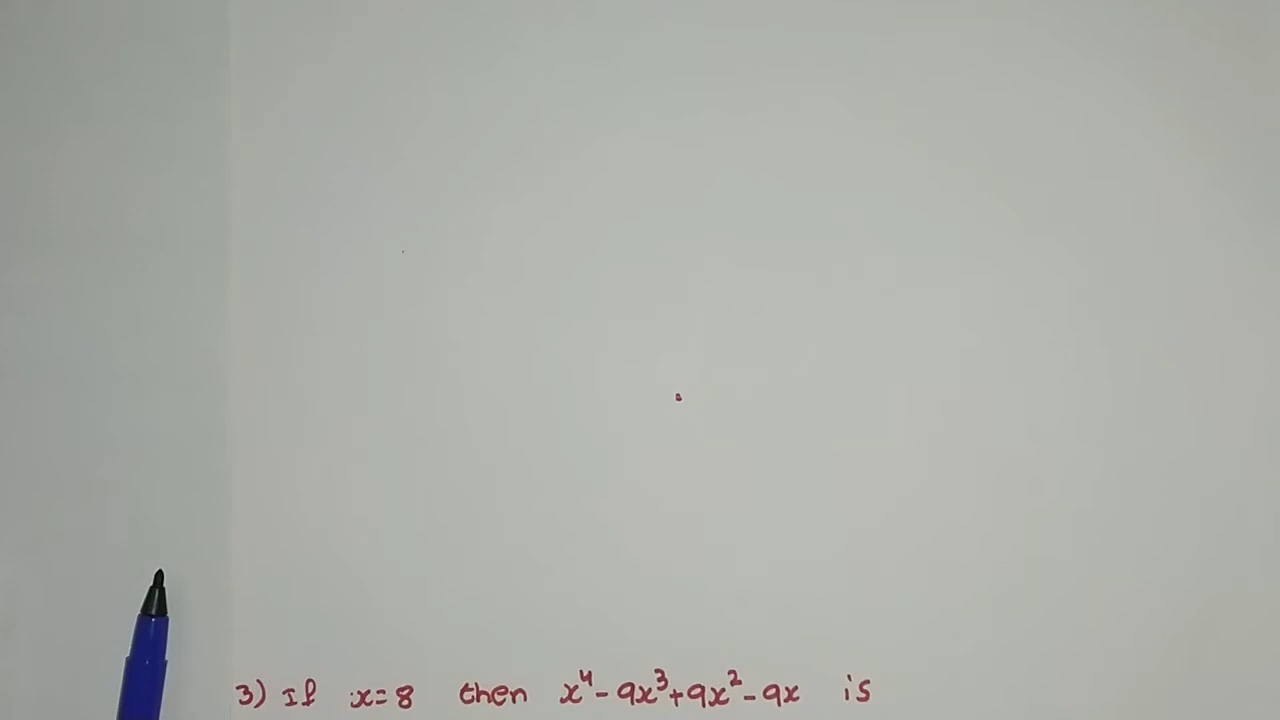 3) If x=8 then x⁴-9x³+9x²-9x is